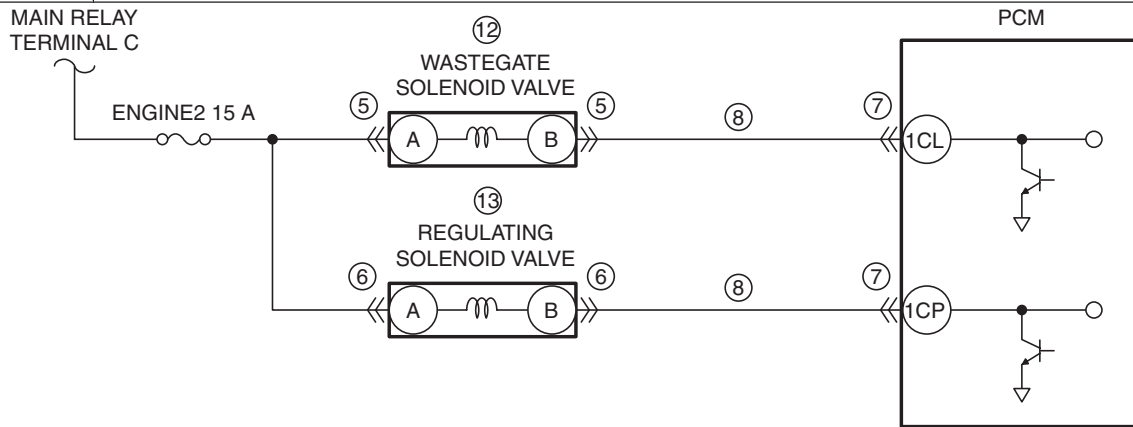 MAIN RELAY
TERMINAL C
PCM
12
WASTEGATE
SOLENOID VALVE
ENGINE2 15 A
5
A
B
5
8
7
1CL
13
REGULATING
SOLENOID VALVE
6
A
B
6
8
7
1CP